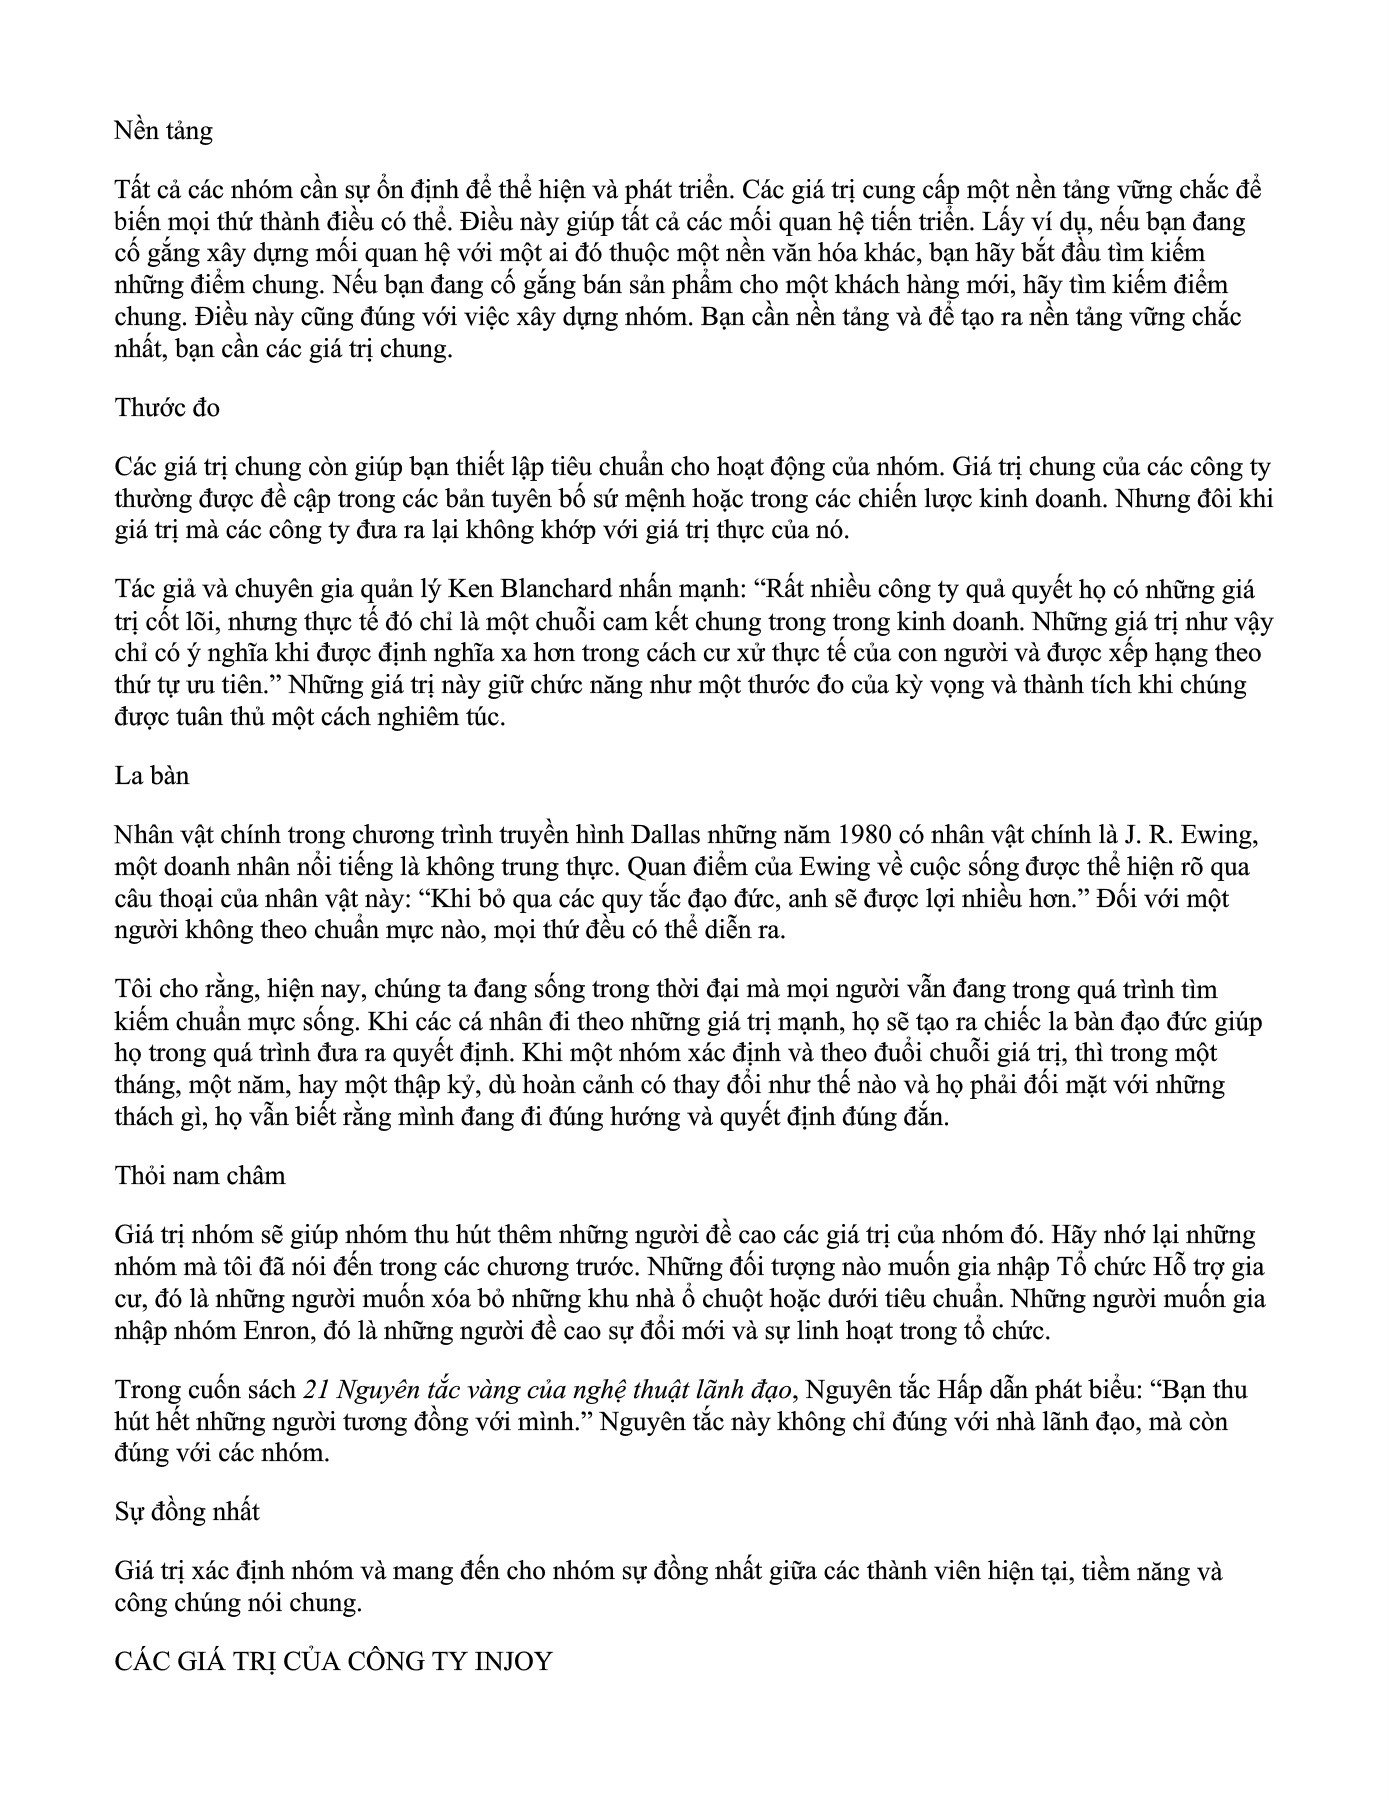 Nền tảng
Tất cả các nhóm cần sự ổn định để thể hiện và phát triển. Các giá trị cung cấp một nền tảng vững chắc để
biến mọi thứ thành điều có thể. Điều này giúp tất cả các mối quan hệ tiến triển. Lấy ví dụ, nếu bạn đang
cố gắng xây dựng mối quan hệ với một ai đó thuộc một nền văn hóa khác, bạn hãy bắt đầu tìm kiếm
những điểm chung. Nếu bạn đang cố gắng bán sản phẩm cho một khách hàng mới, hãy tìm kiếm điểm
chung. Điều này cũng đúng với việc xây dựng nhóm. Bạn cần nền tảng và để tạo ra nền tảng vững chắc
nhất, bạn cần các giá trị chung.
Thước đo
Các giá trị chung còn giúp bạn thiết lập tiêu chuẩn cho hoạt động của nhóm. Giá trị chung của các công ty
thường được đề cập trong các bản tuyên bố sứ mệnh hoặc trong các chiến lược kinh doanh. Nhưng đôi khi
giá trị mà các công ty đưa ra lại không khớp với giá trị thực của nó.
Tác giả và chuyên gia quản lý Ken Blanchard nhấn mạnh: “Rất nhiều công ty quả quyết họ có những giá
trị cốt lõi, nhưng thực tế đó chỉ là một chuỗi cam kết chung trong trong kinh doanh. Những giá trị như vậy
chỉ có ý nghĩa khi được định nghĩa xa hơn trong cách cư xử thực tế của con người và được xếp hạng theo
thứ tự ưu tiên.” Những giá trị này giữ chức năng như một thước đo của kỳ vọng và thành tích khi chúng
được tuân thủ một cách nghiêm túc.
La bàn
Nhân vật chính trong chương trình truyền hình Dallas những năm 1980 có nhân vật chính là J. R. Ewing,
một doanh nhân nổi tiếng là không trung thực. Quan điểm của Ewing về cuộc sống được thể hiện rõ qua
câu thoại của nhân vật này: “Khi bỏ qua các quy tắc đạo đức, anh sẽ được lợi nhiều hơn.” Đối với một
người không theo chuẩn mực nào, mọi thứ đều có thể diễn ra.
Tôi cho rằng, hiện nay, chúng ta đang sống trong thời đại mà mọi người vẫn đang trong quá trình tìm
kiếm chuẩn mực sống. Khi các cá nhân đi theo những giá trị mạnh, họ sẽ tạo ra chiếc la bàn đạo đức giúp
họ trong quá trình đưa ra quyết định. Khi một nhóm xác định và theo đuổi chuỗi giá trị, thì trong một
tháng, một năm, hay một thập kỷ, dù hoàn cảnh có thay đổi như thế nào và họ phải đối mặt với những
thách gì, họ vẫn biết rằng mình đang đi đúng hướng và quyết định đúng đắn.
Thỏi nam châm
Giá trị nhóm sẽ giúp nhóm thu hút thêm những người đề cao các giá trị của nhóm đó. Hãy nhớ lại những
nhóm mà tôi đã nói đến trong các chương trước. Những đối tượng nào muốn gia nhập Tổ chức Hỗ trợ gia
cư, đó là những người muốn xóa bỏ những khu nhà ổ chuột hoặc dưới tiêu chuẩn. Những người muốn gia
nhập nhóm Enron, đó là những người đề cao sự đổi mới và sự linh hoạt trong tổ chức.
Trong cuốn sách 21 Nguyên tắc vàng của nghệ thuật lãnh đạo, Nguyên tắc Hấp dẫn phát biểu: “Bạn thu
hút hết những người tương đồng với mình.” Nguyên tắc này không chỉ đúng với nhà lãnh đạo, mà còn
đúng với các nhóm.
Sự đồng nhất
Giá trị xác định nhóm và mang đến cho nhóm sự đồng nhất giữa các thành viên hiện tại, tiềm năng và
công chúng nói chung.
CÁC GIÁ TRỊ CỦA CÔNG TY INJOY